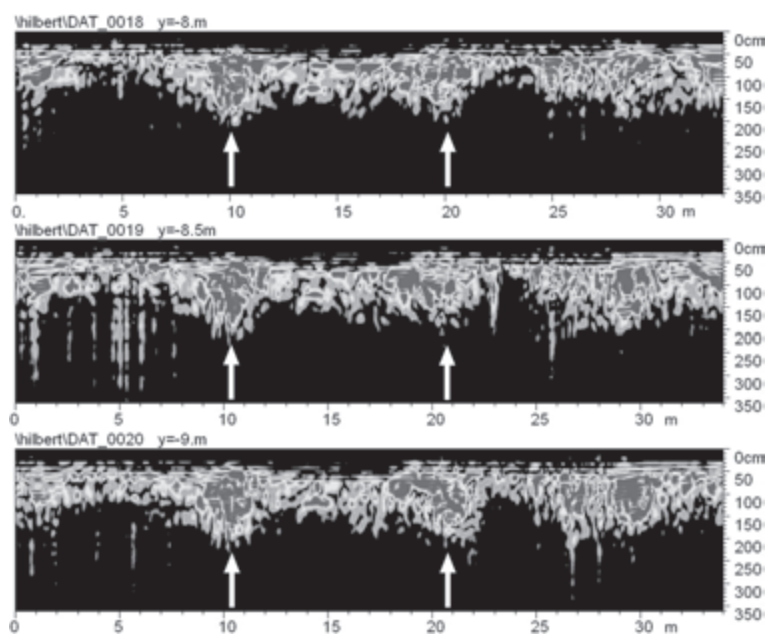 \hilbert\DAT_0018 y=-8.m
0cm
50
100
150
200
250
300
350
0. 5 10 15 20 25 30 m
\hilbert\DAT_0019 y=-8.5m
0cm
50
100
150
200
250
300
350
0 5 10 15 20 25 30 m
\hilbert\DAT_0020 y=-9.m
0cm
50
100
150
200
250
300
350
0 5 10 15 20 25 30 m